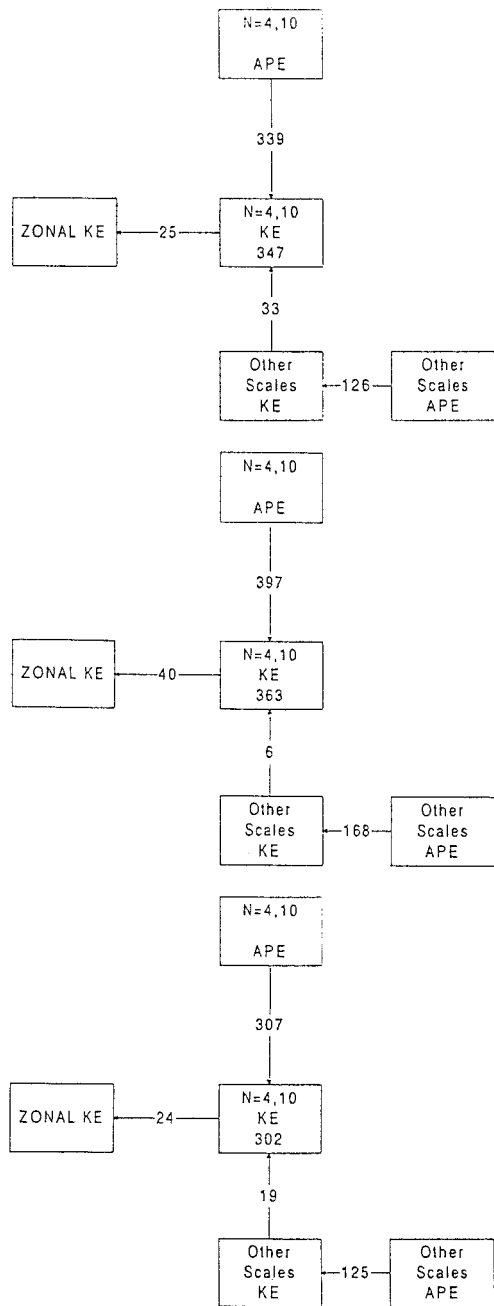 N=4,10
APE
339
ZONAL KE
25
N=4,10
KE
347
33
Other
Scales
KE
126
Other
Scales
APE
N=4,10
APE
397
ZONAL KE
40
N=4,10
KE
363
6
Other
Scales
KE
168
Other
Scales
APE
N=4,10
APE
307
ZONAL KE
24
N=4,10
KE
302
19
Other
Scales
KE
125
Other
Scales
APE